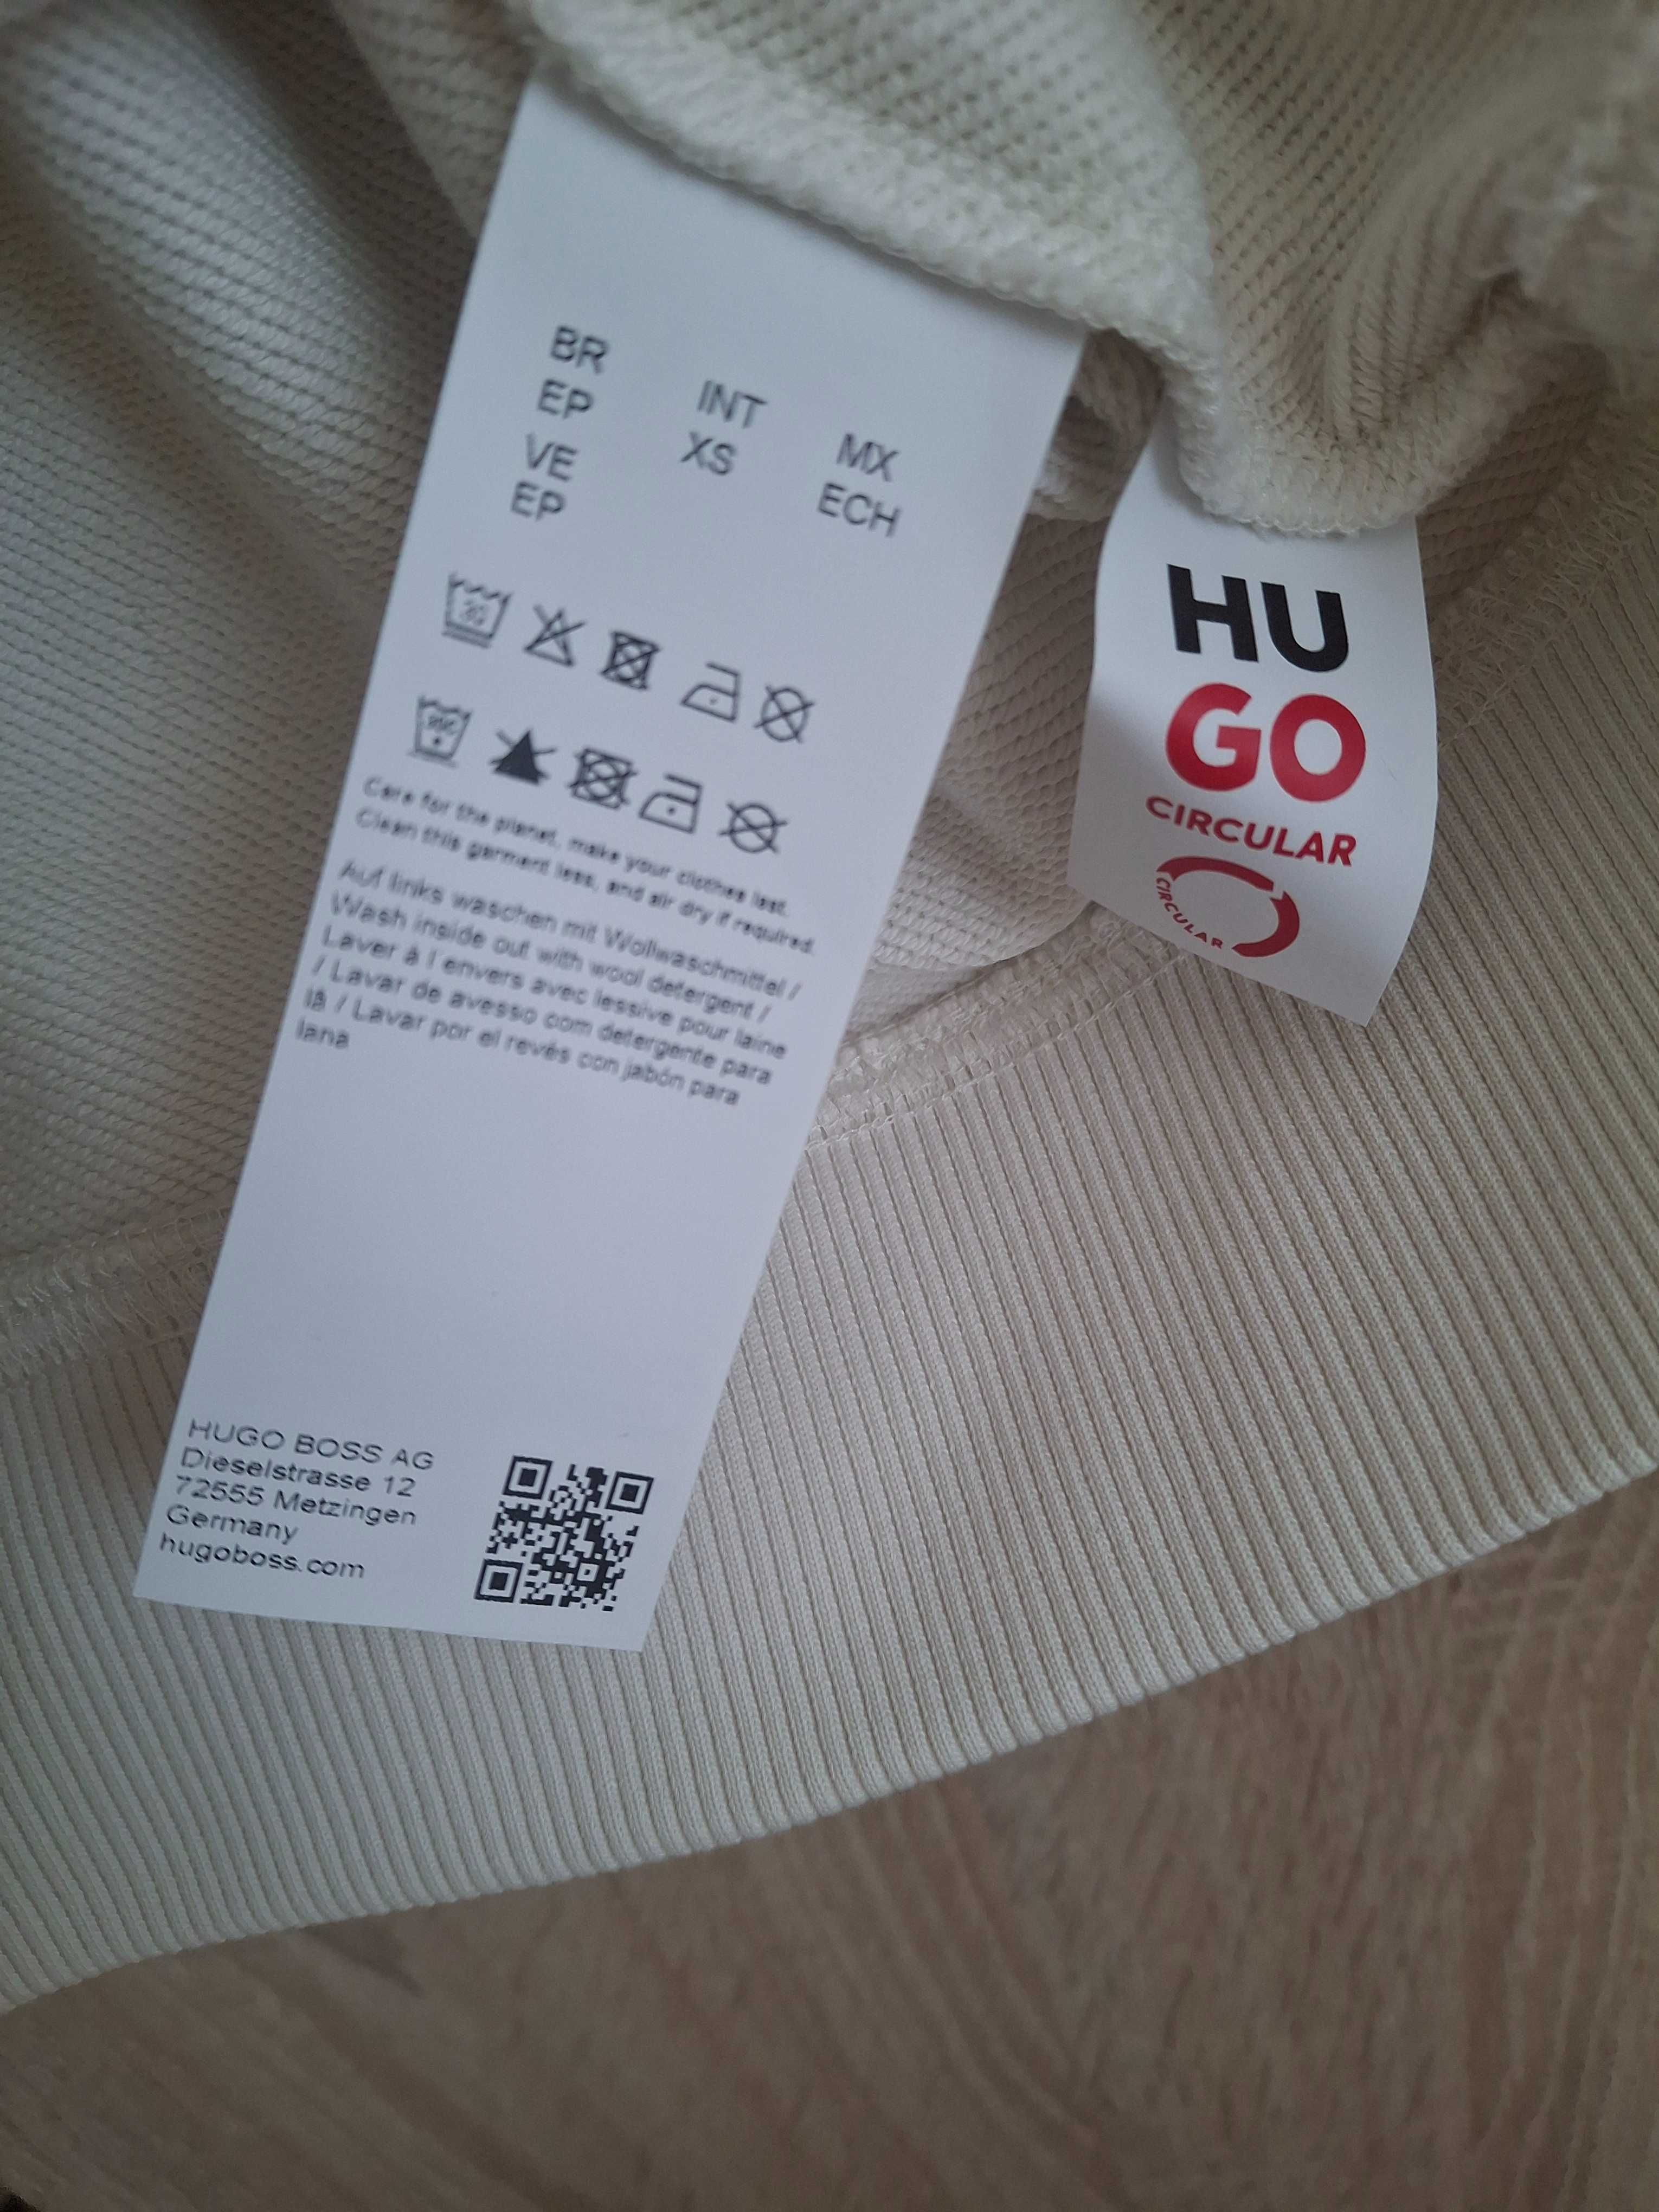 BR
EP
VE
EP
INT
XS
MX
ECH
30
30C
Care for the planet, make your clothes last.
Clean this garment less, and air dry if required.
Auf links waschen mit Wollwaschmittel /
Wash inside out with wool detergent /
Laver à l'envers avec lessive pour laine
/ Lavar de avesso com detergente para
lã / Lavar por el revés con jabón para
lana
HUGO BOSS AG
Dieselstrasse 12
72555 Metzingen
Germany
hugoboss.com
HU
GO
CIRCULAR
CIRCULAR